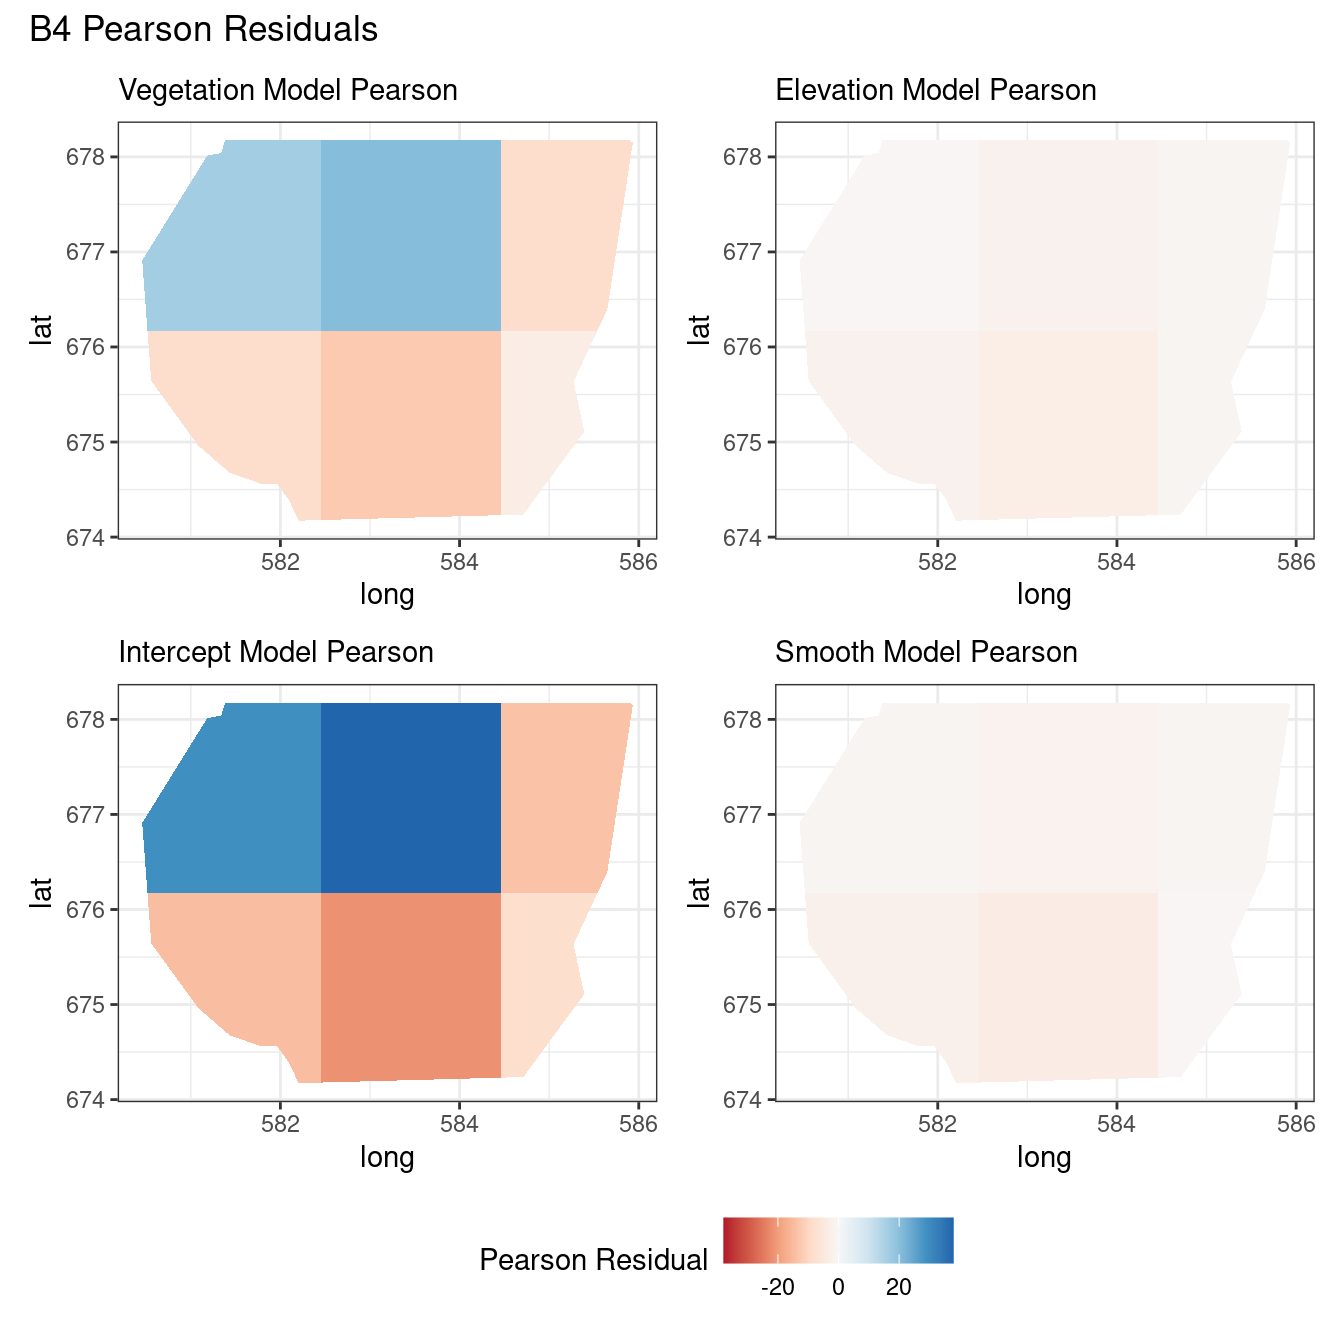 B4 Pearson Residuals
Vegetation Model Pearson
678
677
676
675
674
lat
582 584 586
long
Elevation Model Pearson
678
677
676
675
674
lat
582 584 586
long
Intercept Model Pearson
678
677
676
675
674
lat
582 584 586
long
Smooth Model Pearson
678
677
676
675
674
lat
582 584 586
long
Pearson Residual
-20 0 20